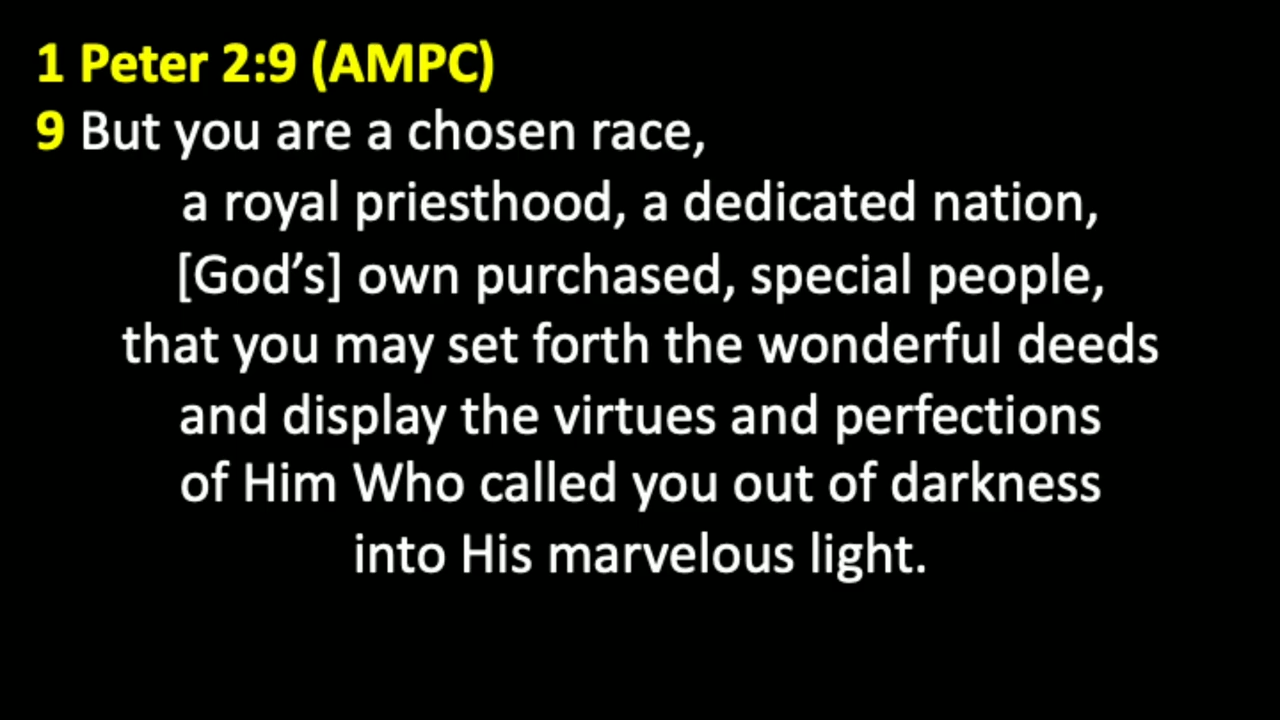 1 Peter 2:9 (AMPC)
9 But you are a chosen race,
a royal priesthood, a dedicated nation,
[God’s] own purchased, special people,
that you may set forth the wonderful deeds
and display the virtues and perfections
of Him Who called you out of darkness
into His marvelous light.